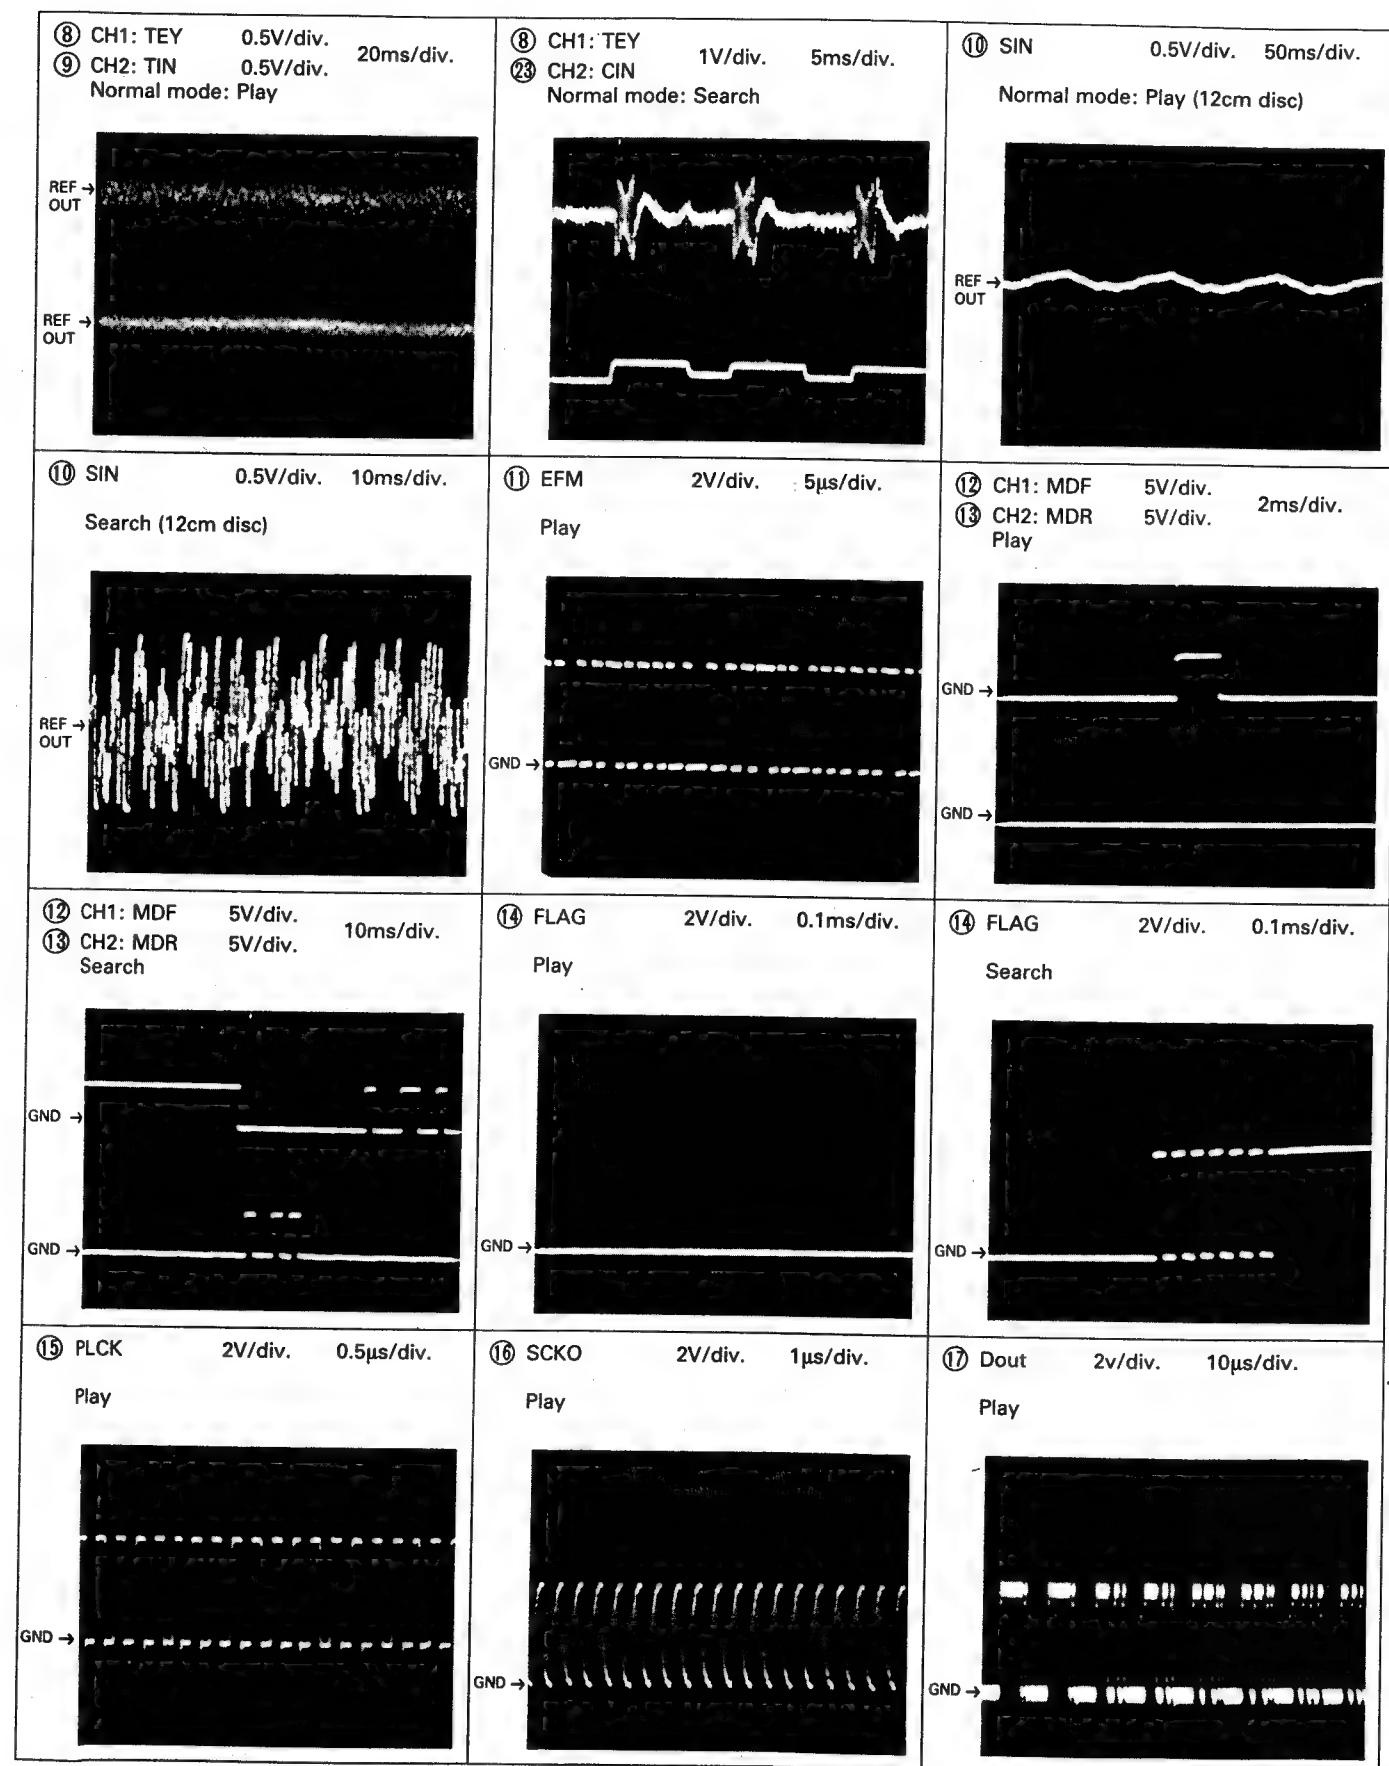 ⑧ CH1: TEY 0.5V/div. 20ms/div.
⑨ CH2: TIN 0.5V/div.
Normal mode: Play
REF →
OUT
REF →
OUT
⑧ CH1: TEY 1V/div. 5ms/div.
㉓ CH2: CIN
Normal mode: Search
⑩ SIN 0.5V/div. 50ms/div.
Normal mode: Play (12cm disc)
REF →
OUT
⑩ SIN 0.5V/div. 10ms/div.
Search (12cm disc)
REF →
OUT
⑪ EFM 2V/div. 5µs/div.
Play
GND →
⑫ CH1: MDF 5V/div. 2ms/div.
⑬ CH2: MDR 5V/div.
Play
GND →
GND →
⑫ CH1: MDF 5V/div. 10ms/div.
⑬ CH2: MDR 5V/div.
Search
GND →
GND →
⑭ FLAG 2V/div. 0.1ms/div.
Play
GND →
⑭ FLAG 2V/div. 0.1ms/div.
Search
GND →
⑮ PLCK 2V/div. 0.5µs/div.
Play
GND →
⑯ SCKO 2V/div. 1µs/div.
Play
GND →
⑰ Dout 2v/div. 10µs/div.
Play
GND →